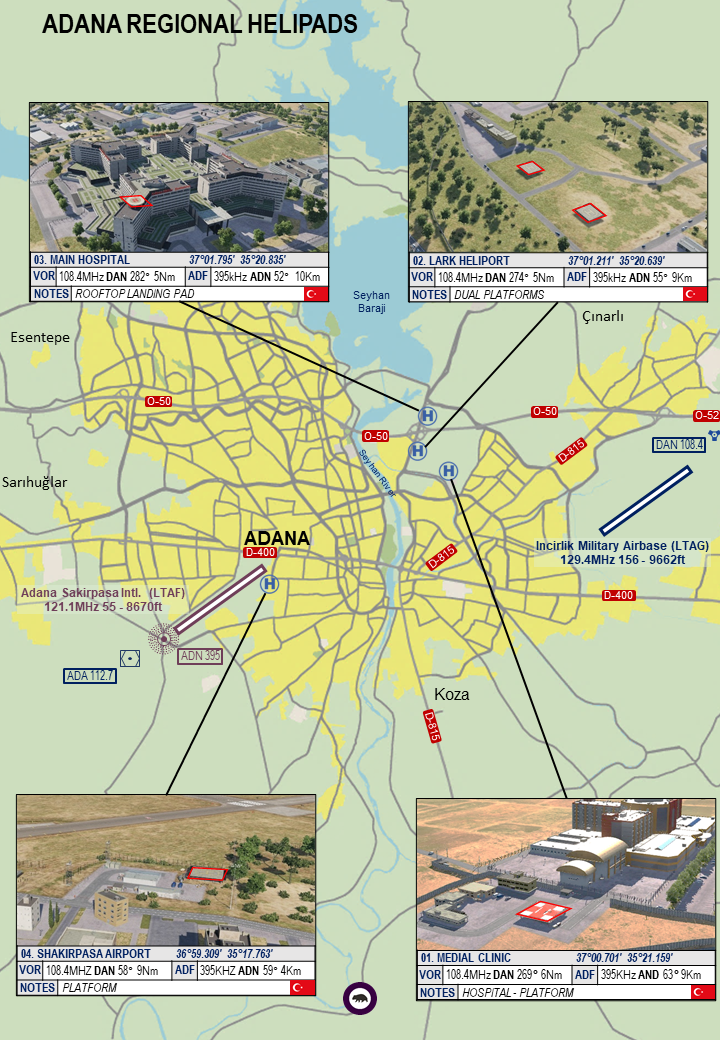 ADANA REGIONAL HELIPADS
03. MAIN HOSPITAL 37°01.795' 35°20.835'
VOR 108.4MHz DAN 282° 5Nm ADF 395kHz ADN 52° 10Km
NOTES ROOFTOP LANDING PAD
02. LARK HELIPORT 37°01.211' 35°20.639'
VOR 108.4MHz DAN 274° 5Nm ADF 395kHz ADN 55° 9Km
NOTES DUAL PLATFORMS
Seyhan
Baraji
Çınarlı
Esentepe
O-50
O-50
O-52
O-50
DAN 108.4
D-815
Seyhan River
Sarıhuğlar
ADANA
D-400
Incirlik Military Airbase (LTAG)
129.4MHz 156 - 9662ft
D-815
Adana Sakirpasa Intl. (LTAF)
121.1MHz 55 - 8670ft
D-400
ADN 395
ADA 112.7
Koza
D-815
04. SHAKIRPASA AIRPORT 36°59.309' 35°17.763'
VOR 108.4MHZ DAN 58° 9Nm ADF 395KHZ ADN 59° 4Km
NOTES PLATFORM
01. MEDIAL CLINIC 37°00.701' 35°21.159'
VOR 108.4MHz DAN 269° 6Nm ADF 395KHz AND 63° 9Km
NOTES HOSPITAL - PLATFORM
H
H
H
H